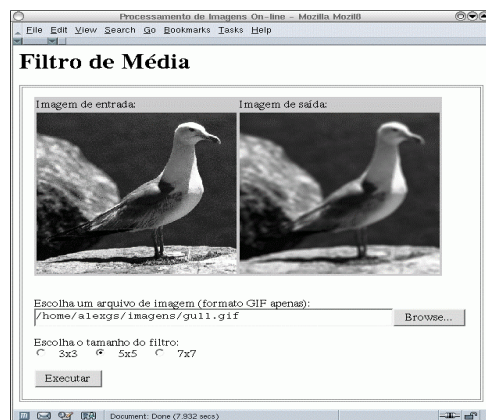 Processamento de Imagens On-line - Mozilla Mozill
File Edit View Search Go Bookmarks Tasks Help
Filtro de Média
Imagem de entrada: Imagem de saída:
Escolha um arquivo de imagem (formato GIF apenas):
/home/alexgs/imagens/gull.gif Browse...
Escolha o tamanho do filtro:
3x3 5x5 7x7
Executar
Document: Done (7.932 secs)